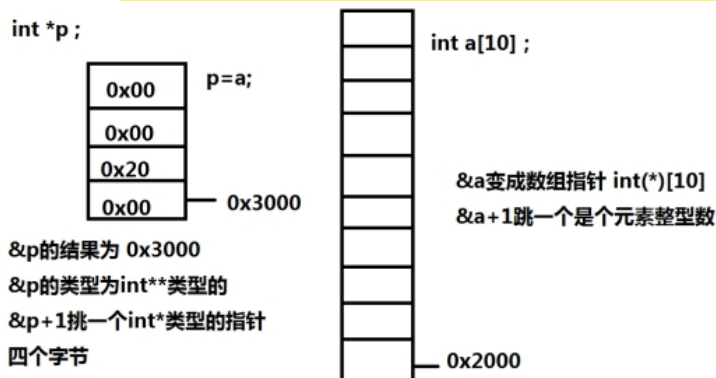 int *p ;
p=a;
0x00
0x00
0x20
0x00
0x3000
&p的结果为 0x3000
&p的类型为int**类型的
&p+1挑一个int*类型的指针
四个字节
int a[10] ;
&a变成数组指针 int(*)[10]
&a+1跳一个是个元素整型数
0x2000